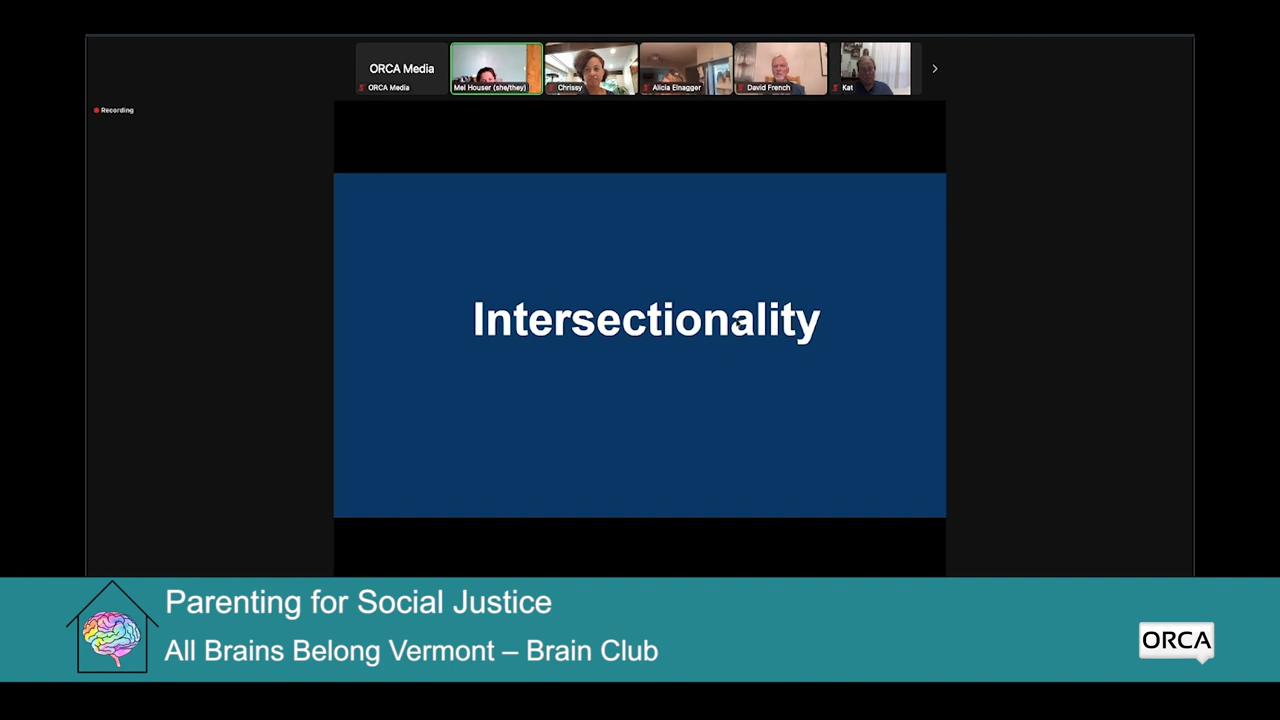 ORCA Media
ORCA Media
Mel Houser (she/they)
Chrissy
Alicia Elnagger
David French
Kat
Recording
Intersectionality
Parenting for Social Justice
All Brains Belong Vermont – Brain Club
ORCA